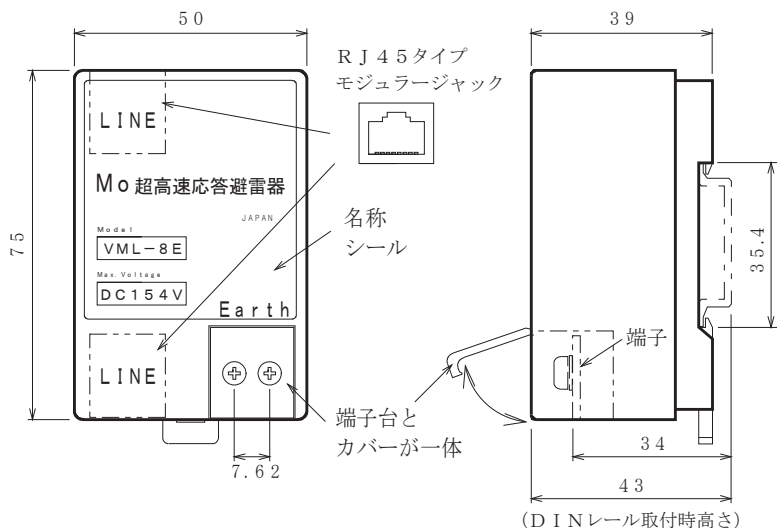 50
39
RJ45タイプ
モジュラージャック
LINE
Mo超高速応答避雷器
JAPAN
名称
シール
Model
VML-8E
Max. Voltage
DC154V
75
35.4
Earth
LINE
端子
端子台と
カバーが一体
7.62
34
43
(DINレール取付時高さ)